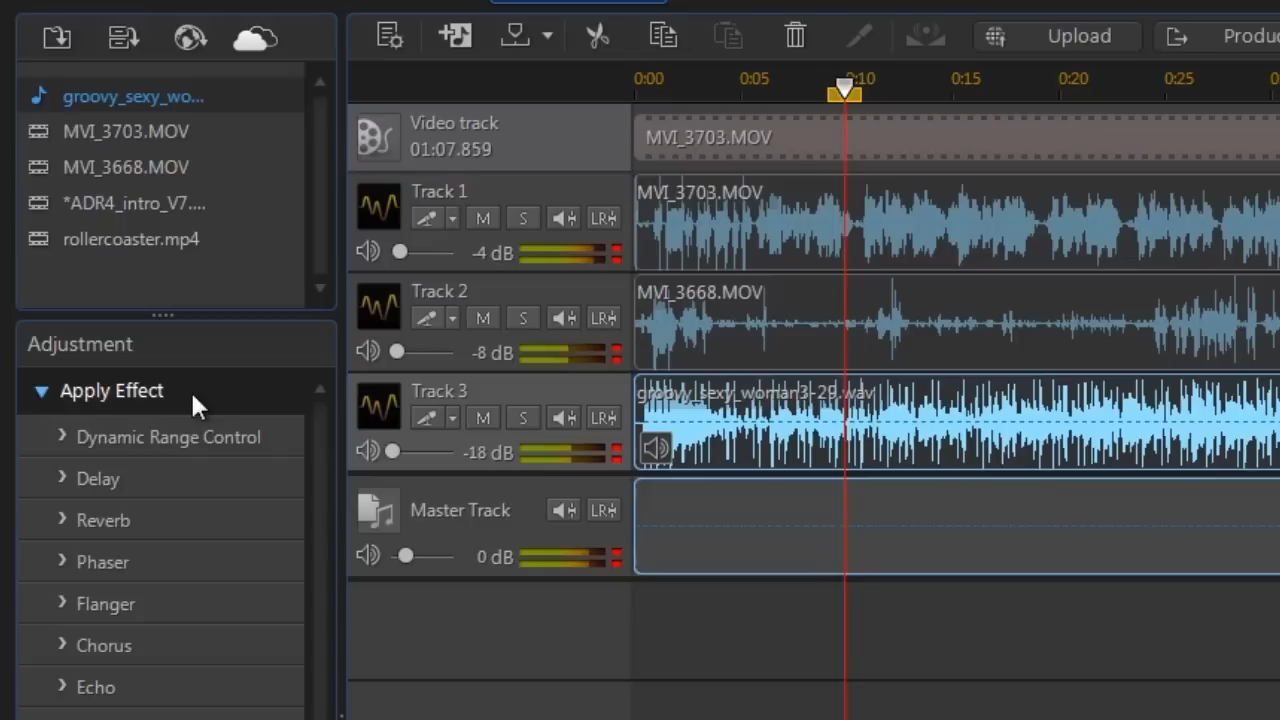 Upload
Produc
groovy_sexy_wo...
MVI_3703.MOV
MVI_3668.MOV
*ADR4_intro_V7....
rollercoaster.mp4
0:00 0:05 0:10 0:15 0:20 0:25 0
Video track
01:07.859
MVI_3703.MOV
Track 1
M S LR
-4 dB
MVI_3703.MOV
Track 2
M S LR
-8 dB
MVI_3668.MOV
Track 3
M S LR
-18 dB
groovy_sexy_woman3-29.wav
Master Track
LR
0 dB
Adjustment
Apply Effect
Dynamic Range Control
Delay
Reverb
Phaser
Flanger
Chorus
Echo